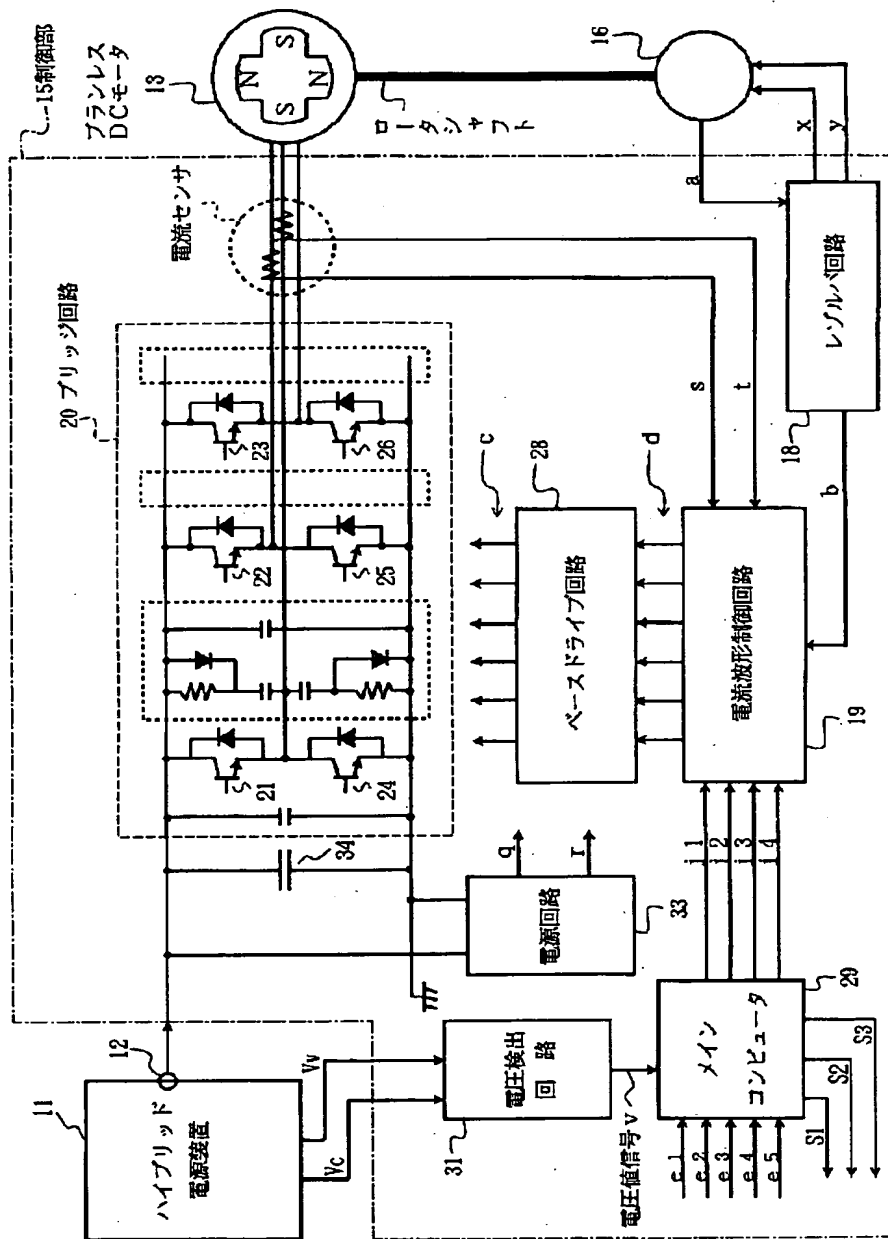 15制御部
ブラシレス
DCモータ
13
N
S
S
N
ロータシャフト
16
電流センサ
20 ブリッジ回路
21
22
23
24
25
26
34
11
ハイブリッド
電源装置
12
Vc
Vv
電圧検出
回路
31
電圧値信号V
メイン
コンピュータ
29
e1
e2
e3
e4
e5
S1
S2
S3
電源回路
33
q
r
ベースドライブ回路
28
c
d
電流波形制御回路
19
j1
j2
j3
j4
s
t
a
b
x
y
レゾルバ回路
18